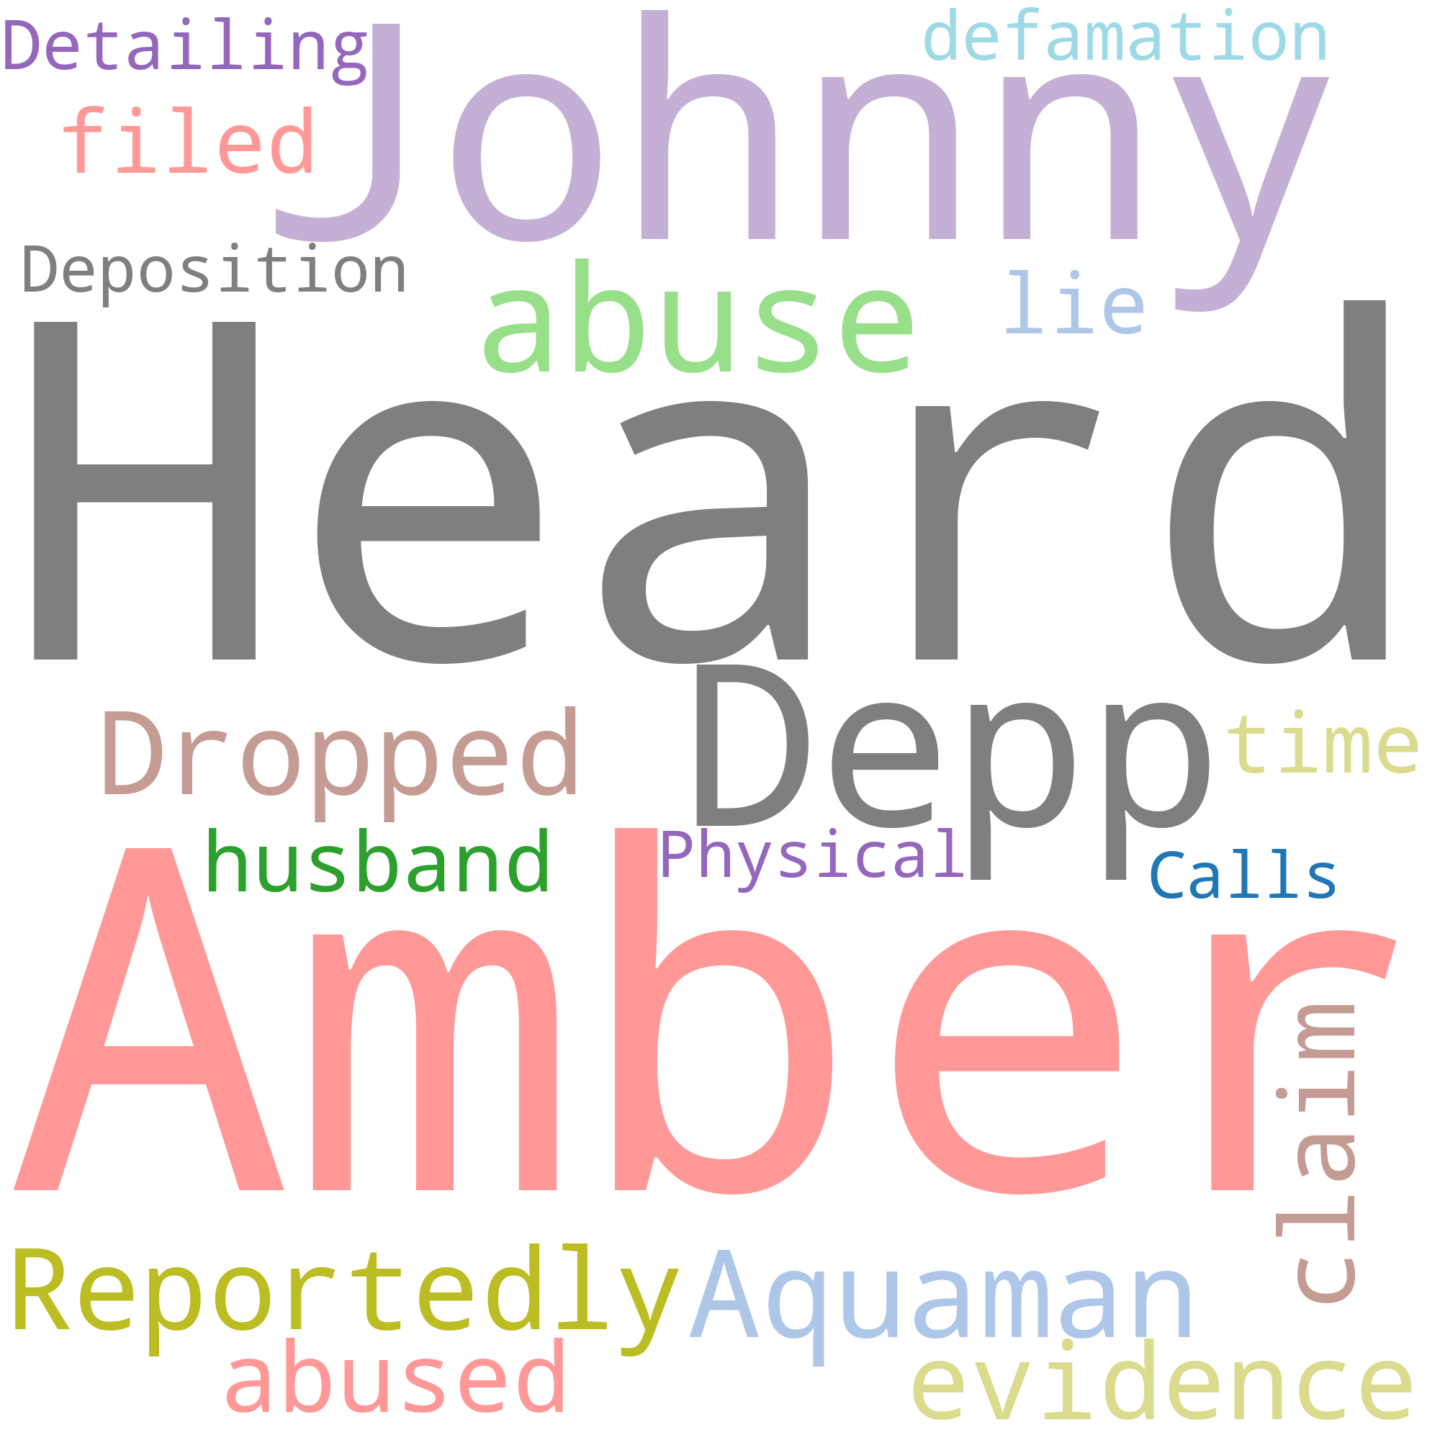 Detailing
Johnny
defamation
filed
Deposition
abuse
lie
Heard
Dropped
Depp
time
husband
Physical
Calls
Amber
claim
Reportedly
Aquaman
abused
evidence